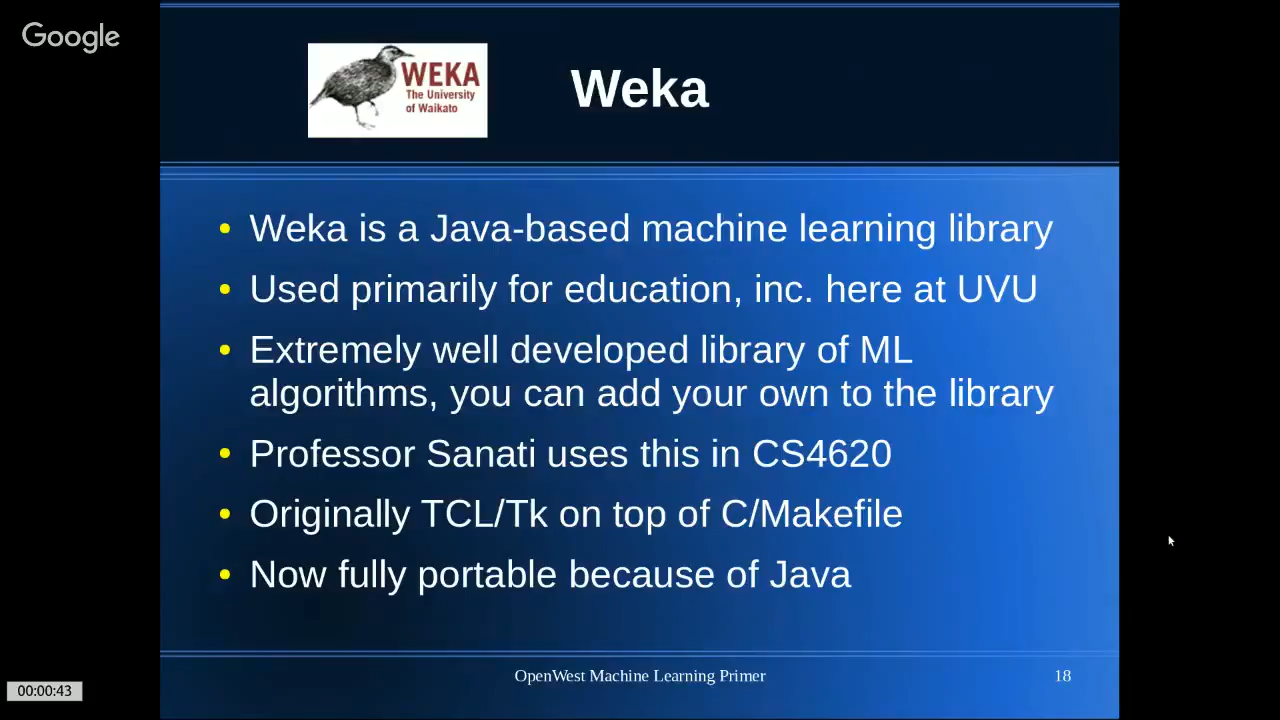 Google
WEKA
The University
of Waikato
Weka
• Weka is a Java-based machine learning library
• Used primarily for education, inc. here at UVU
• Extremely well developed library of ML
algorithms, you can add your own to the library
• Professor Sanati uses this in CS4620
• Originally TCL/Tk on top of C/Makefile
• Now fully portable because of Java
OpenWest Machine Learning Primer
18
00:00:43